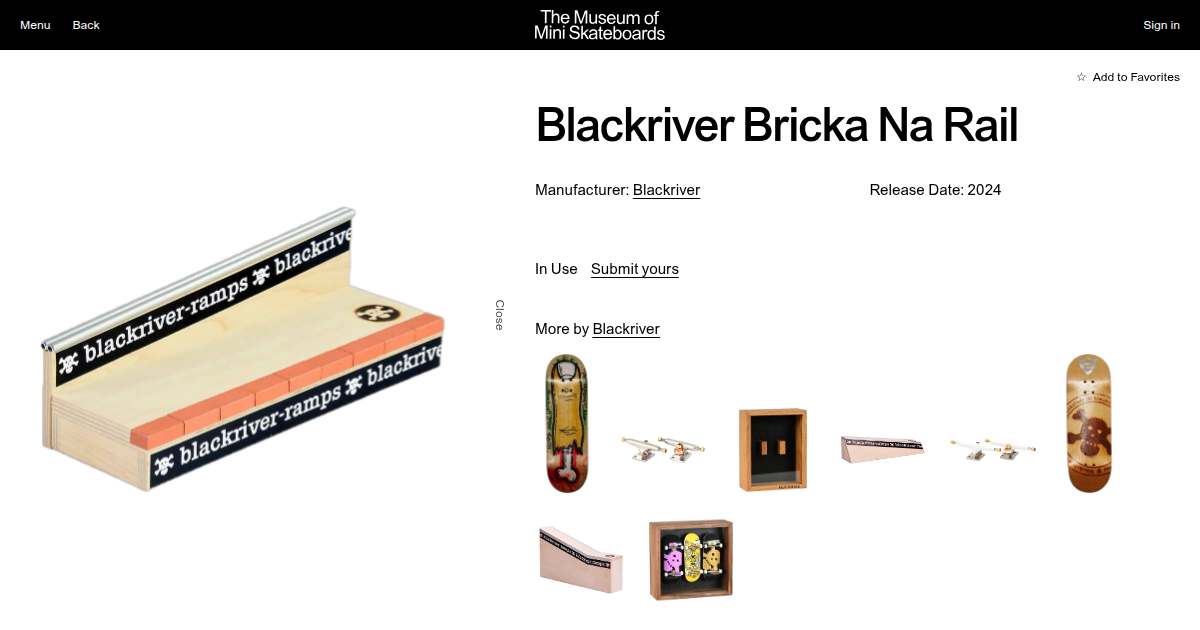 Menu
Back
The Museum of
Mini Skateboards
Sign in
☆ Add to Favorites
Blackriver Bricka Na Rail
Manufacturer: Blackriver
Release Date: 2024
blackriver-ramps blackrive
blackriver-ramps blackrive
Close
In Use Submit yours
More by Blackriver